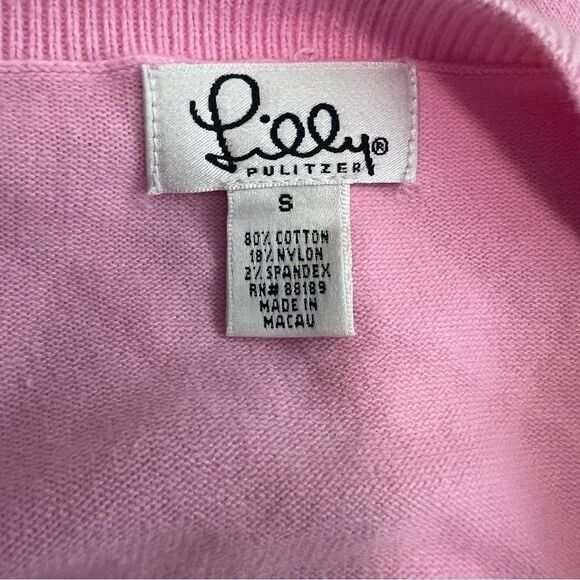 Lilly®
PULITZER
S
80% COTTON
18% NYLON
2% SPANDEX
RN# 88189
MADE IN
MACAU